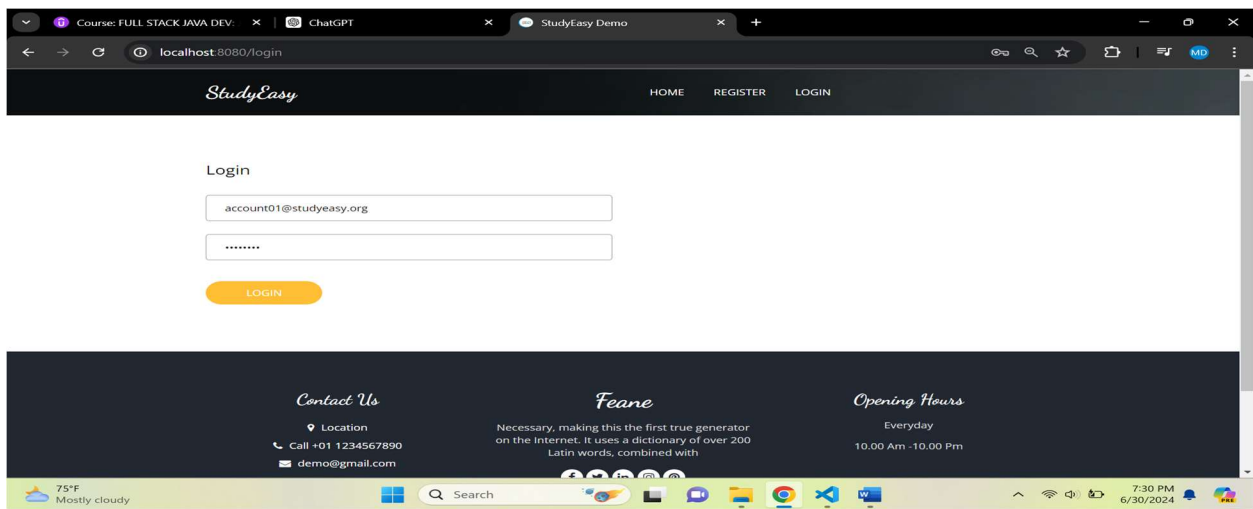 Course: FULL STACK JAVA DEV:
ChatGPT
StudyEasy Demo
localhost:8080/login
MD
StudyEasy
HOME REGISTER LOGIN
Login
account01@studyeasy.org
••••••••
LOGIN
Contact Us
Location
Call +01 1234567890
demo@gmail.com
Feane
Necessary, making this the first true generator
on the Internet. It uses a dictionary of over 200
Latin words, combined with
Opening Hours
Everyday
10.00 Am -10.00 Pm
75°F
Mostly cloudy
Search
7:30 PM
6/30/2024
PRE